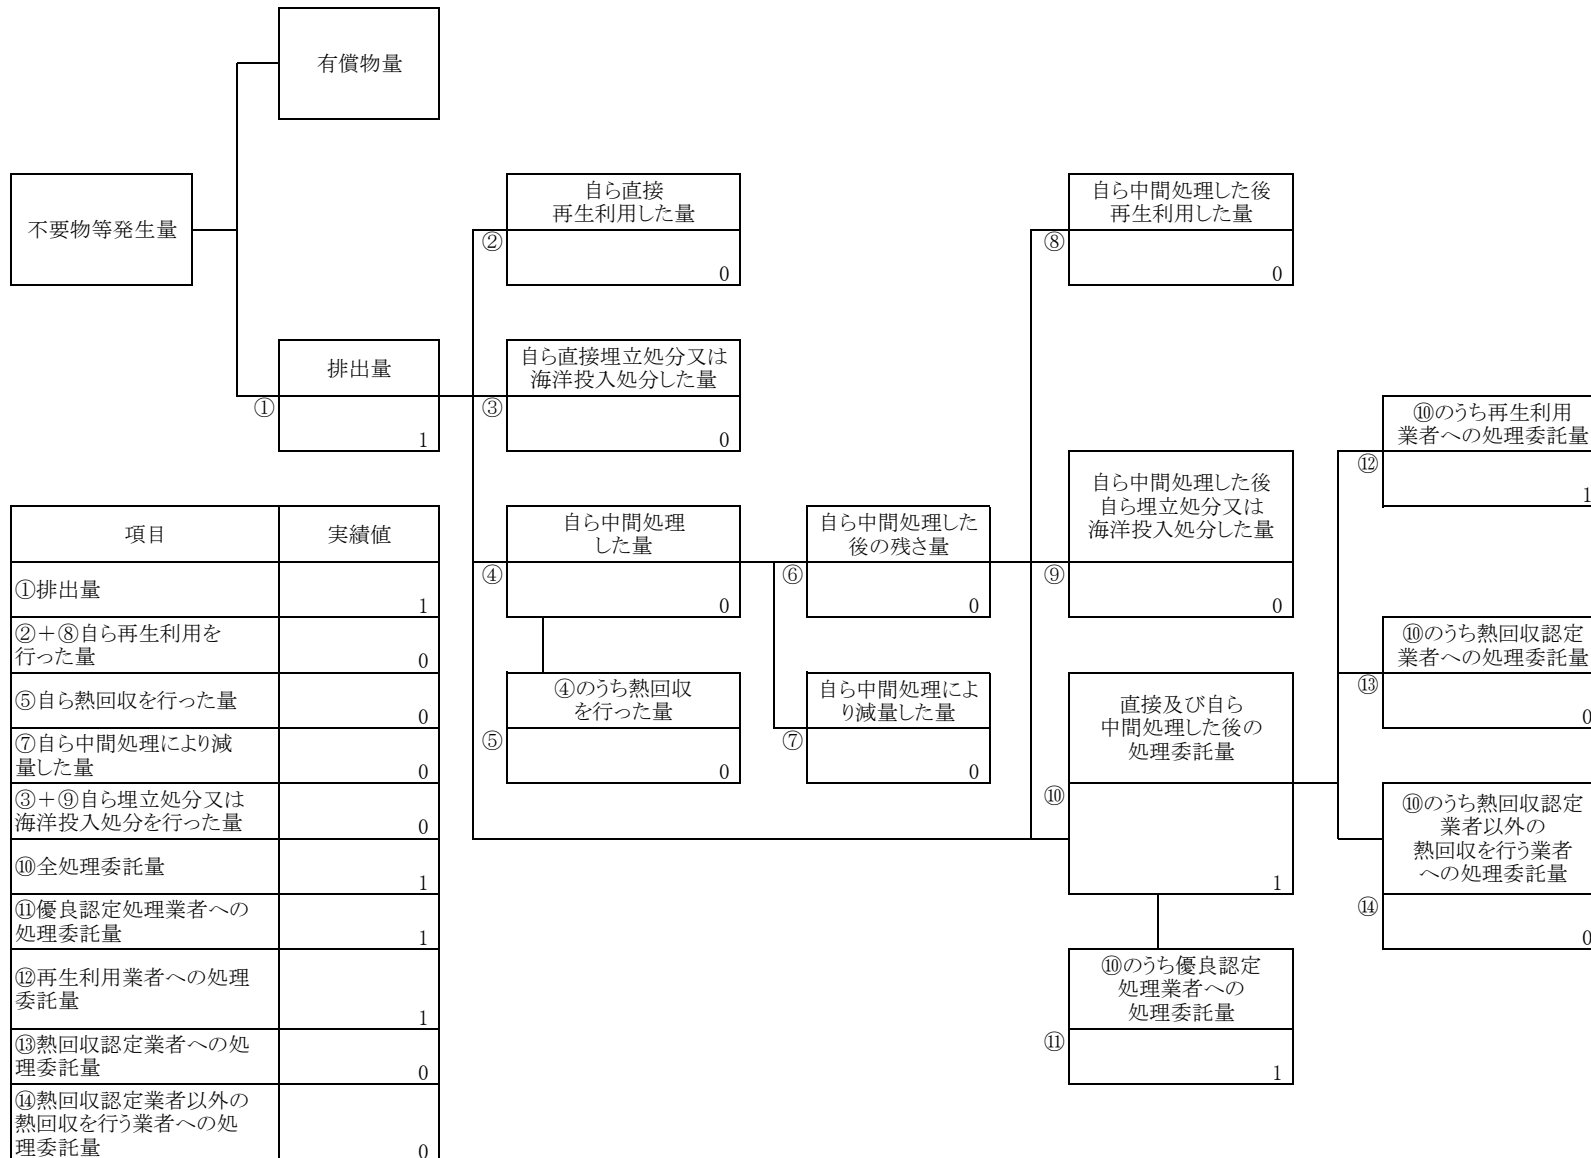 有償物量
不要物等発生量
自ら直接
再生利用した量
②
0
自ら中間処理した後
再生利用した量
⑧
0
排出量
①
1
自ら直接埋立処分又は
海洋投入処分した量
③
0
⑩のうち再生利用
業者への処理委託量
⑫
1
自ら中間処理した後
自ら埋立処分又は
海洋投入処分した量
⑨
0
自ら中間処理
した量
④
0
自ら中間処理した
後の残さ量
⑥
0
⑩のうち熱回収認定
業者への処理委託量
⑬
0
④のうち熱回収
を行った量
⑤
0
自ら中間処理によ
り減量した量
⑦
0
直接及び自ら
中間処理した後の
処理委託量
⑩
1
⑩のうち熱回収認定
業者以外の
熱回収を行う業者
への処理委託量
⑭
0
⑩のうち優良認定
処理業者への
処理委託量
⑪
1
項目 実績値
①排出量
1
②+⑧自ら再生利用を
行った量
0
⑤自ら熱回収を行った量
0
⑦自ら中間処理により減
量した量
0
③+⑨自ら埋立処分又は
海洋投入処分を行った量
0
⑩全処理委託量
1
⑪優良認定処理業者への
処理委託量
1
⑫再生利用業者への処理
委託量
1
⑬熱回収認定業者への処
理委託量
0
⑭熱回収認定業者以外の
熱回収を行う業者への処
理委託量
0